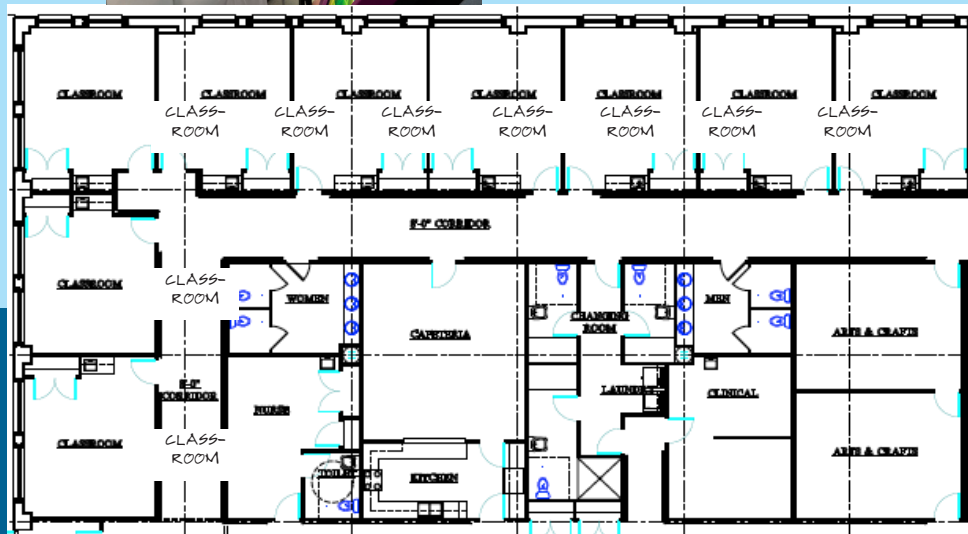 CLASSROOM CLASSROOM CLASSROOM CLASSROOM CLASSROOM CLASSROOM CLASSROOM
CLASS- CLASS- CLASS- CLASS- CLASS- CLASS- CLASS-
ROOM ROOM ROOM ROOM ROOM ROOM ROOM
8'-0" CORRIDOR
CLASSROOM
CLASS-
ROOM
WOMEN
CAFETERIA
CHANGING
ROOM
MEN
ARTS & CRAFTS
8'-0"
CORRIDOR
NURSE
LAUNDRY
CLINICAL
CLASSROOM
CLASS-
ROOM
TOILET
KITCHEN
ARTS & CRAFTS